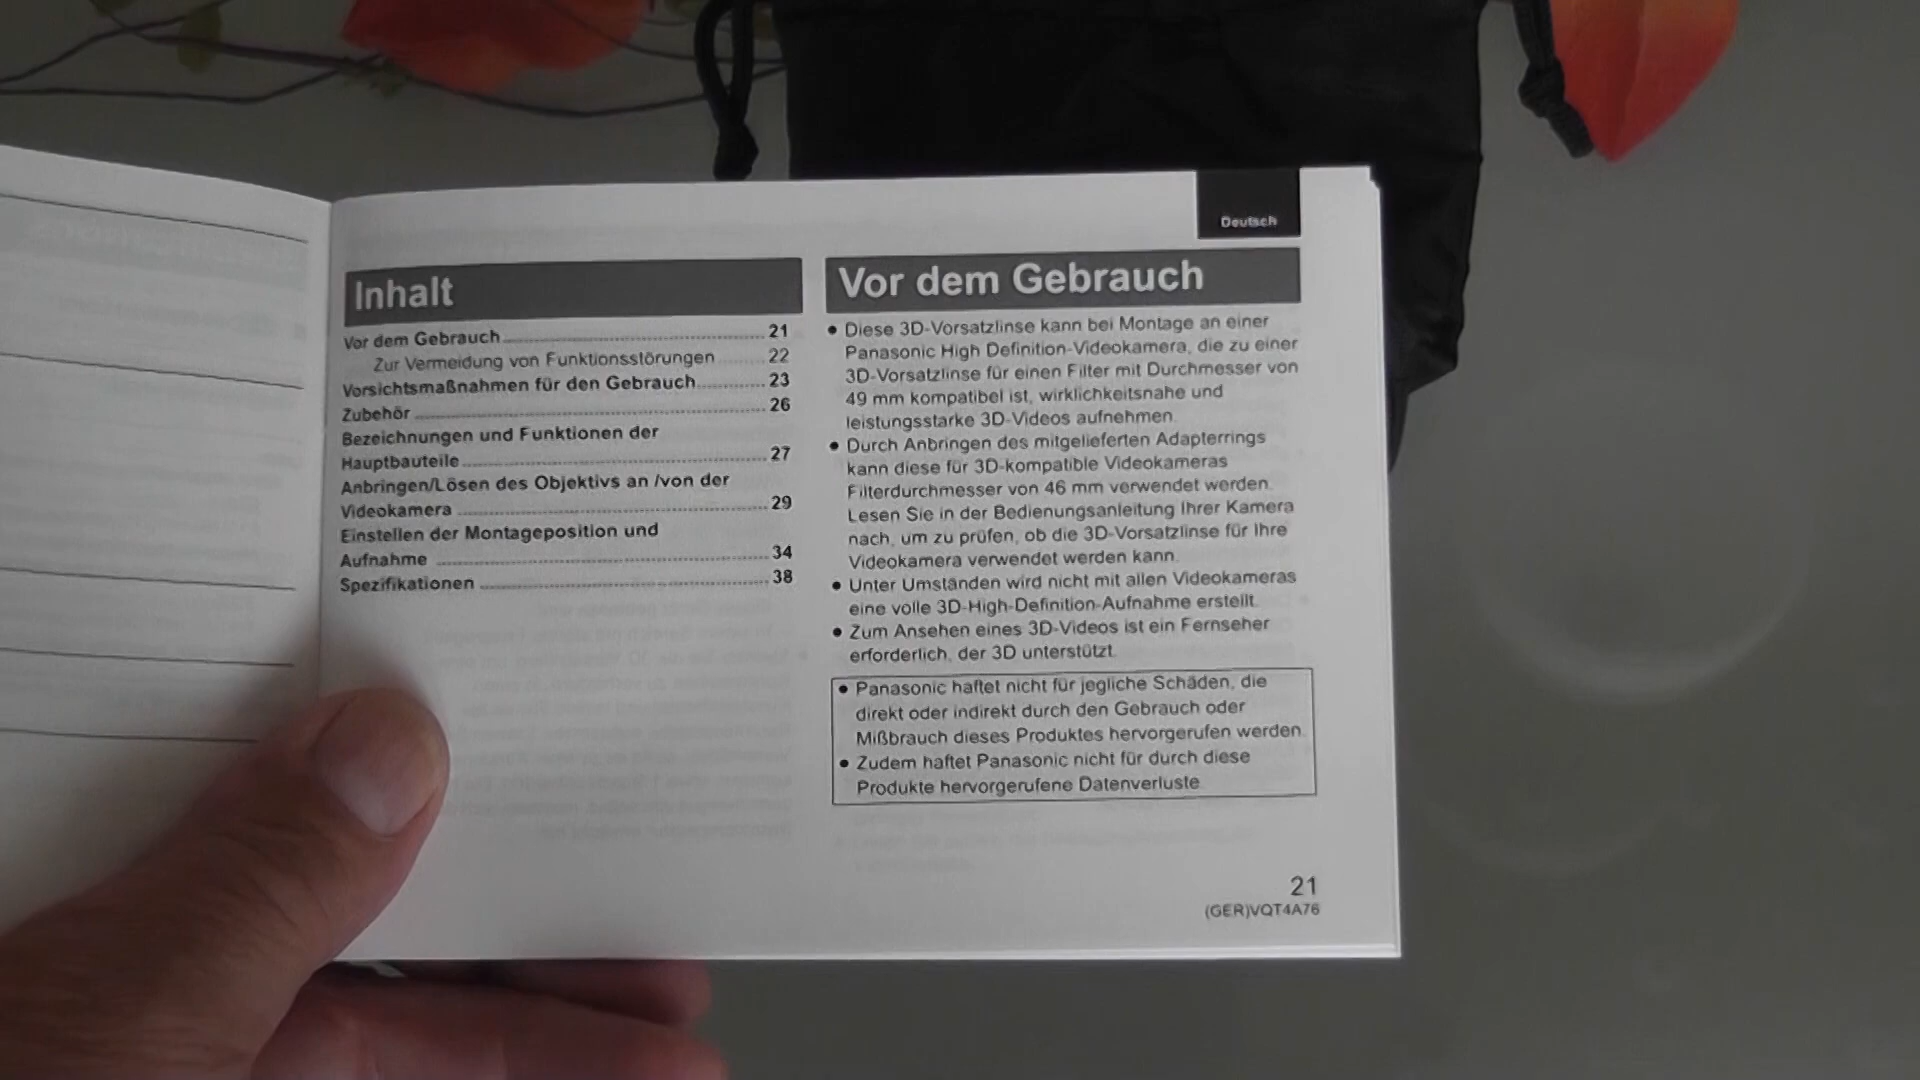 Deutsch
Inhalt
Vor dem Gebrauch 21
Zur Vermeidung von Funktionsstörungen 22
Vorsichtsmaßnahmen für den Gebrauch 23
Zubehör 26
Bezeichnungen und Funktionen der
Hauptbauteile 27
Anbringen/Lösen des Objektivs an /von der
Videokamera 29
Einstellen der Montageposition und
Aufnahme 34
Spezifikationen 38
Vor dem Gebrauch
● Diese 3D-Vorsatzlinse kann bei Montage an einer
Panasonic High Definition-Videokamera, die zu einer
3D-Vorsatzlinse für einen Filter mit Durchmesser von
49 mm kompatibel ist, wirklichkeitsnahe und
leistungsstarke 3D-Videos aufnehmen.
● Durch Anbringen des mitgelieferten Adapterrings
kann diese für 3D-kompatible Videokameras
Filterdurchmesser von 46 mm verwendet werden.
Lesen Sie in der Bedienungsanleitung Ihrer Kamera
nach, um zu prüfen, ob die 3D-Vorsatzlinse für Ihre
Videokamera verwendet werden kann.
● Unter Umständen wird nicht mit allen Videokameras
eine volle 3D-High-Definition-Aufnahme erstellt.
● Zum Ansehen eines 3D-Videos ist ein Fernseher
erforderlich, der 3D unterstützt.
● Panasonic haftet nicht für jegliche Schäden, die
direkt oder indirekt durch den Gebrauch oder
Mißbrauch dieses Produktes hervorgerufen werden.
● Zudem haftet Panasonic nicht für durch diese
Produkte hervorgerufene Datenverluste.
21
(GER)VQT4A76